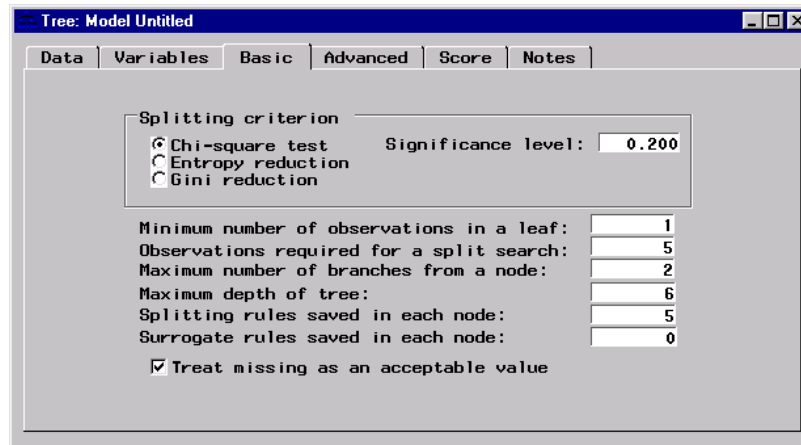 Tree: Model Untitled
Data Variables Basic Advanced Score Notes
Splitting criterion
Chi-square test Significance level: 0.200
Entropy reduction
Gini reduction
Minimum number of observations in a leaf: 1
Observations required for a split search: 5
Maximum number of branches from a node: 2
Maximum depth of tree: 6
Splitting rules saved in each node: 5
Surrogate rules saved in each node: 0
Treat missing as an acceptable value